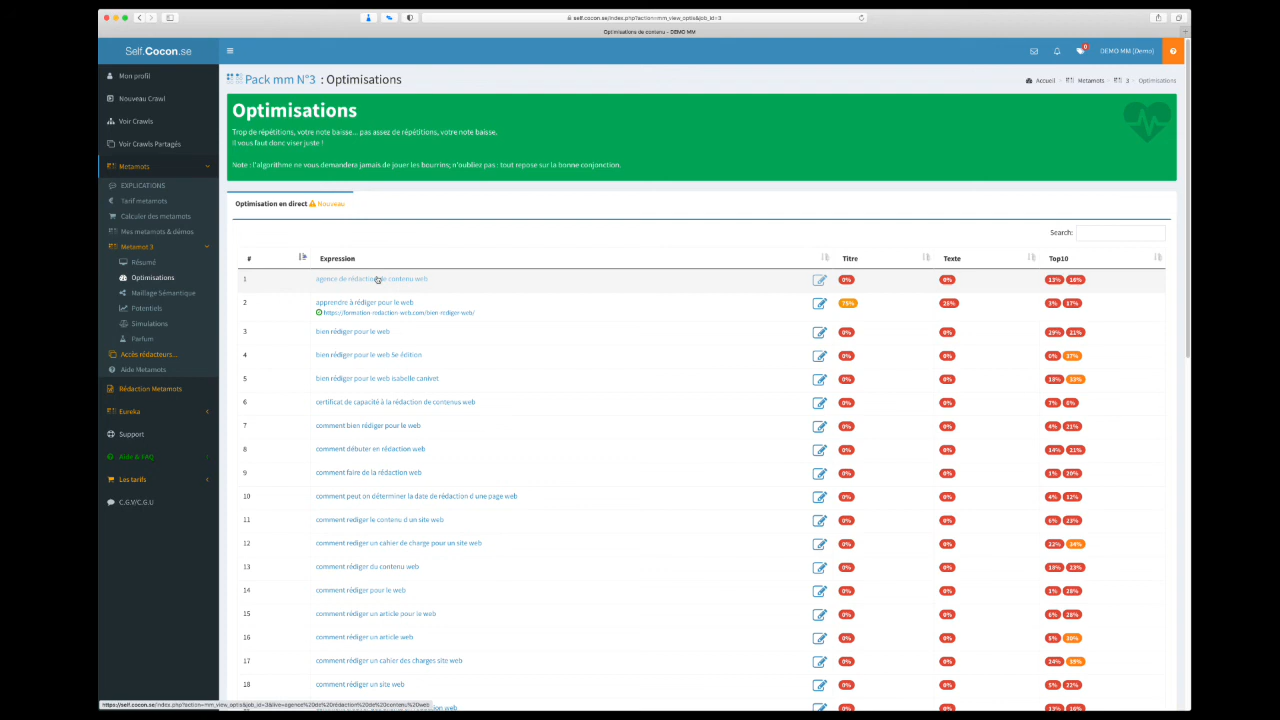 self.cocon.se/index.php?action=mm_view_optis&job_id=3
Optimisations de contenu - DEMO MM
Self.Cocon.se
0
DEMO MM (Demo)
Mon profil
Nouveau Crawl
Voir Crawls
Voir Crawls Partagés
Metamots
EXPLICATIONS
Tarif metamots
Calculer des metamots
Mes metamots & démos
Metamot 3
Résumé
Optimisations
Maillage Sémantique
Potentiels
Simulations
Parfum
Accès rédacteurs...
Aide Metamots
Rédaction Metamots
Eureka
Support
Aide & FAQ
Les tarifs
C.G.V/C.G.U
Pack mm N°3 : Optimisations
Accueil Metamots 3 Optimisations
Optimisations
Trop de répétitions, votre note baisse... pas assez de répétitions, votre note baisse.
Il vous faut donc viser juste !
Note : l'algorithme ne vous demandera jamais de jouer les bourrins; n'oubliez pas : tout repose sur la bonne conjonction.
Optimisation en direct Nouveau
Search:
# Expression Titre Texte Top10
1 agence de rédaction de contenu web 0% 0% 13% 16%
2 apprendre à rédiger pour le web 75% 28% 3% 17%
https://formation-redaction-web.com/bien-rediger-web/
3 bien rédiger pour le web 0% 0% 29% 21%
4 bien rédiger pour le web 5e édition 0% 0% 0% 37%
5 bien rédiger pour le web isabelle canivet 0% 0% 18% 33%
6 certificat de capacité à la rédaction de contenus web 0% 0% 7% 6%
7 comment bien rédiger pour le web 0% 0% 4% 21%
8 comment débuter en rédaction web 0% 0% 14% 21%
9 comment faire de la rédaction web 0% 0% 1% 20%
10 comment peut on déterminer la date de rédaction d une page web 0% 0% 4% 12%
11 comment rediger le contenu d un site web 0% 0% 6% 23%
12 comment rediger un cahier de charge pour un site web 0% 0% 22% 34%
13 comment rédiger du contenu web 0% 0% 18% 23%
14 comment rédiger pour le web 0% 0% 1% 28%
15 comment rédiger un article pour le web 0% 0% 6% 28%
16 comment rédiger un article web 0% 0% 30%
17 comment rédiger un cahier des charges site web 0% 0% 24%
18 comment rédiger un site web 0% 0% 5% 32%